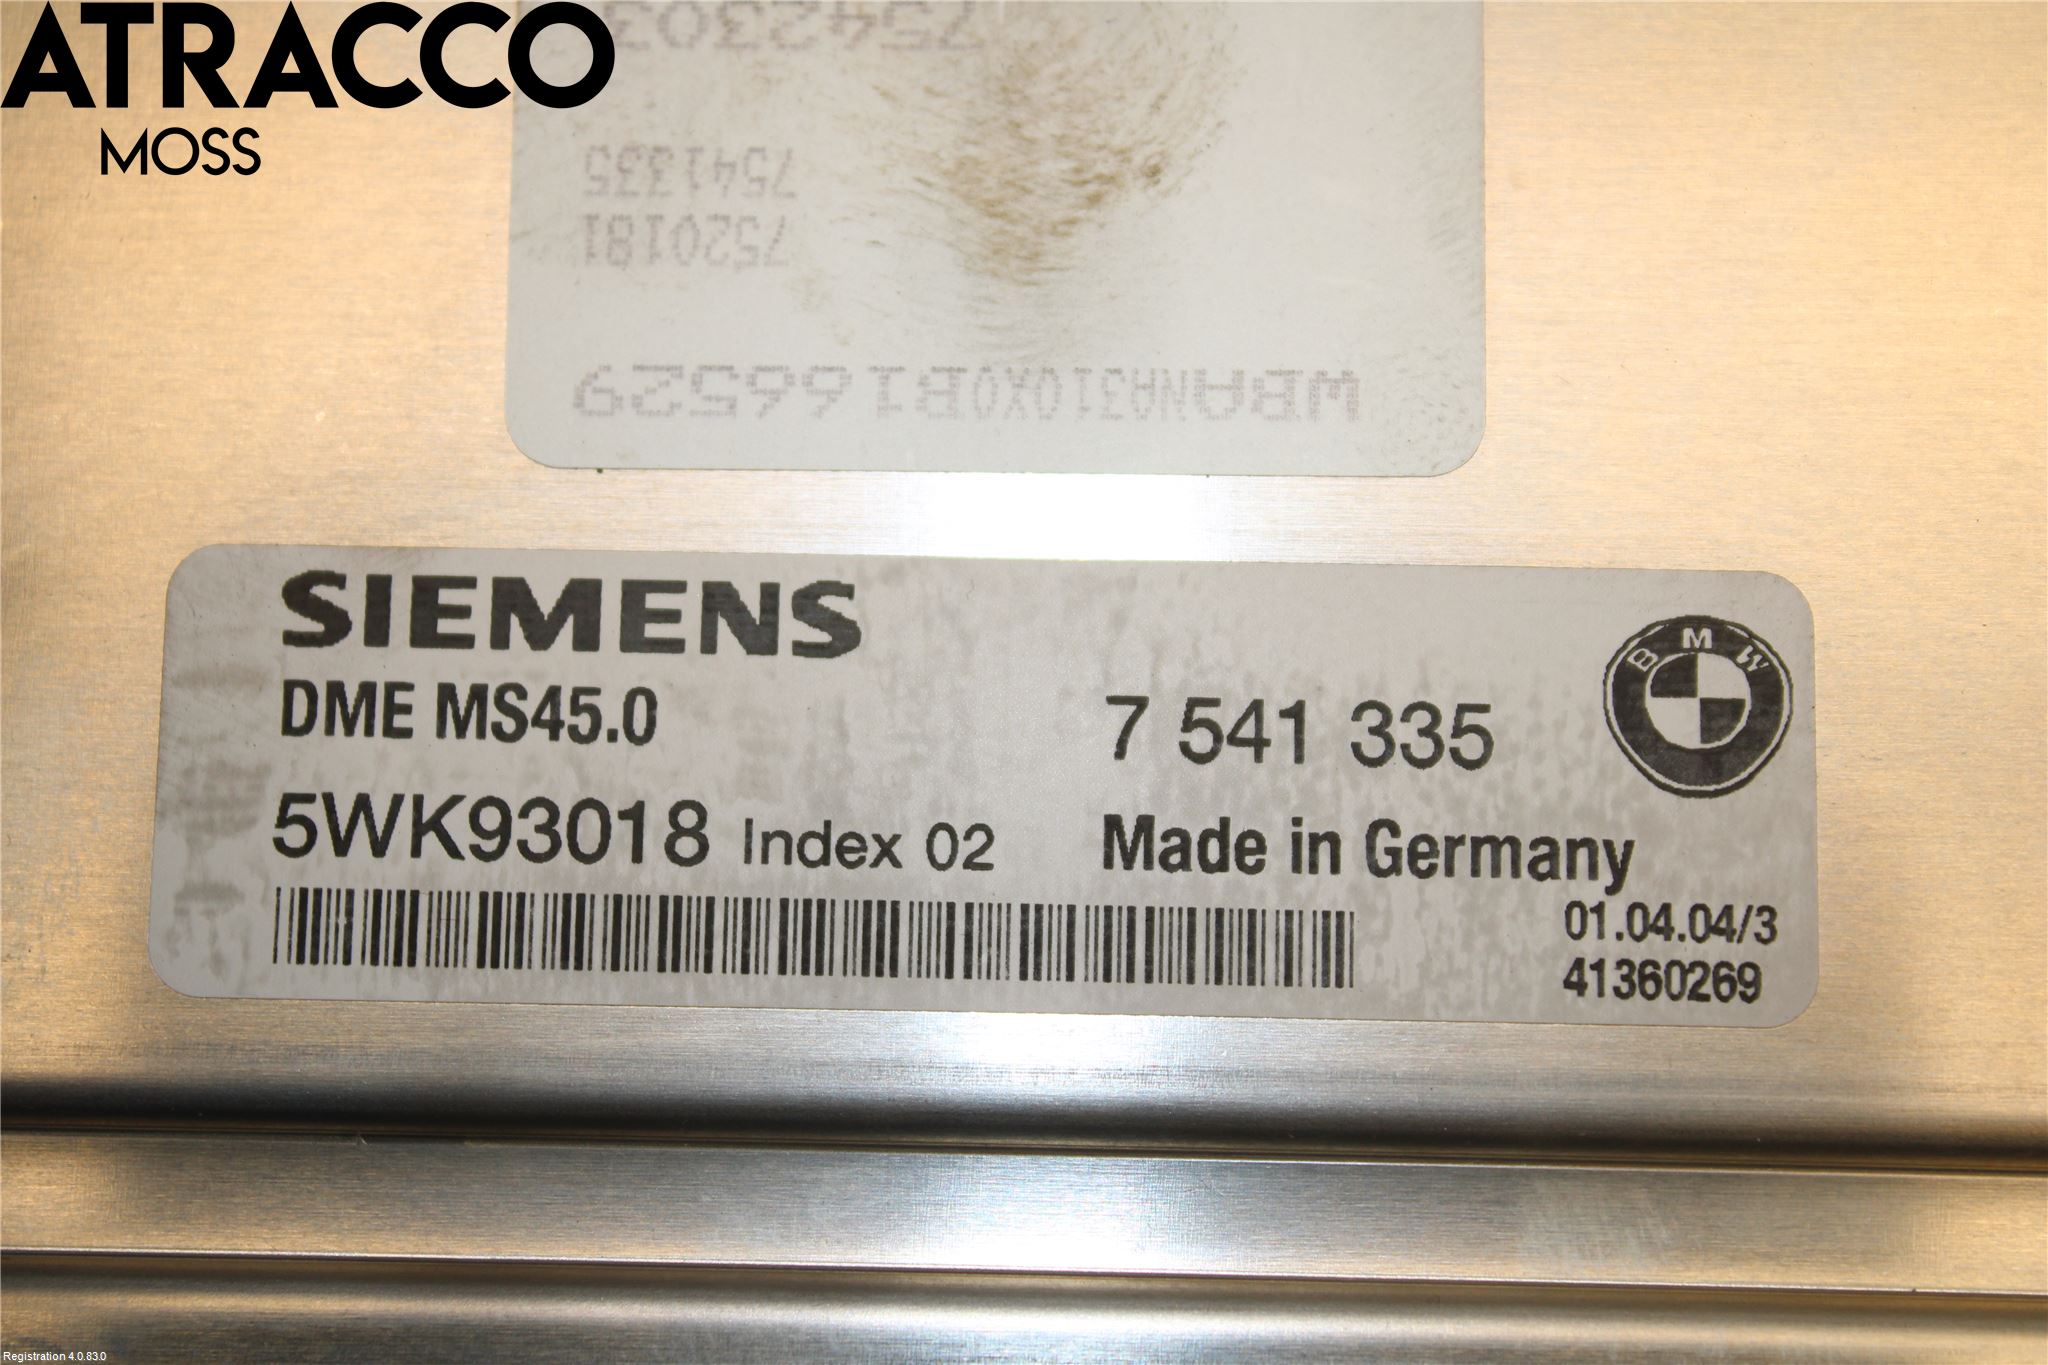 ATRACCO
MOSS
7542303
7541335
7520181
WBANA310X0B166529
SIEMENS
DME MS45.0
7 541 335
BMW
5WK93018 Index 02
Made in Germany
01.04.04/3
41360269
Registration 4.0.83.0